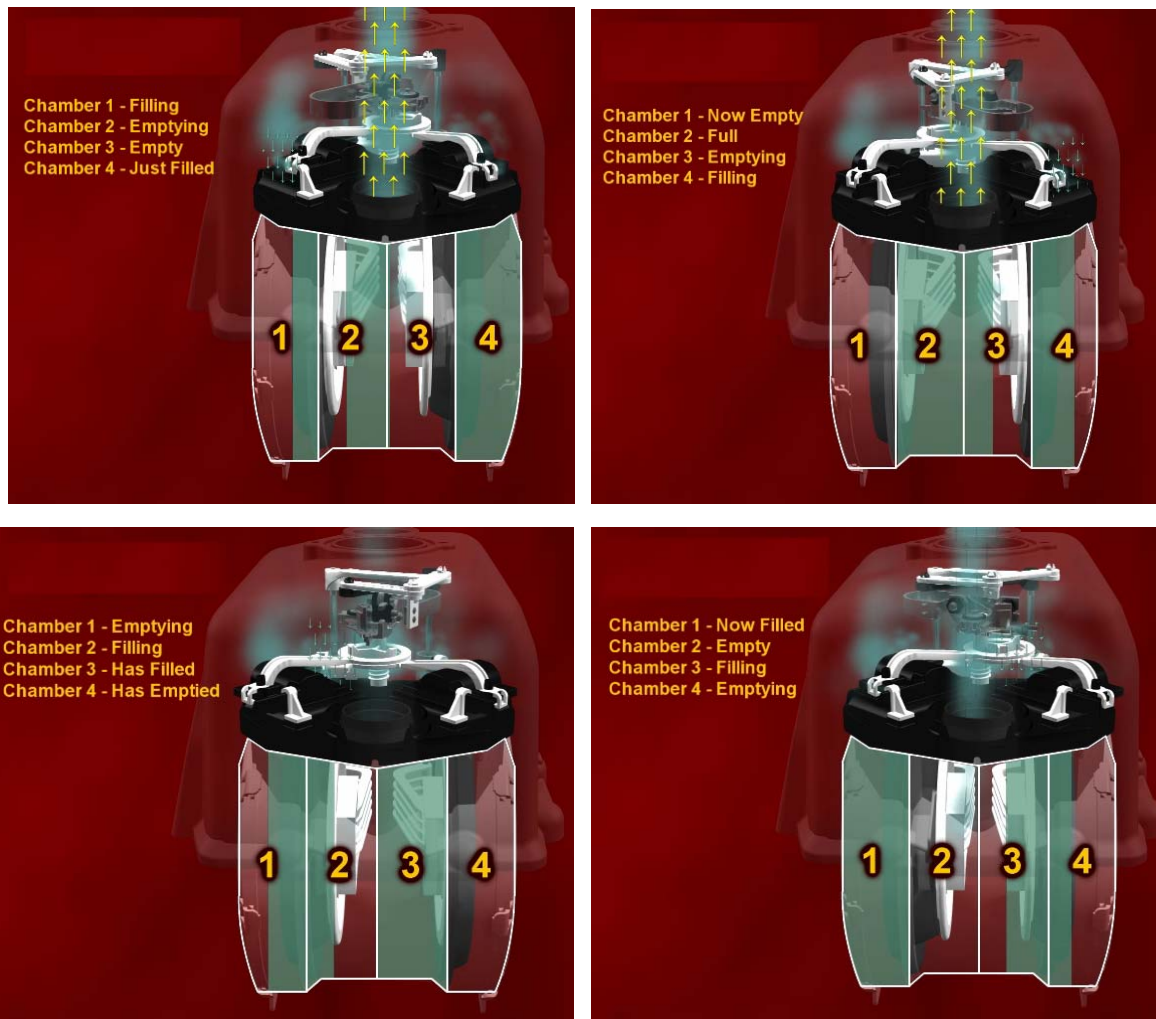 Chamber 1 - Filling
Chamber 2 - Emptying
Chamber 3 - Empty
Chamber 4 - Just Filled
1
2
3
4
Chamber 1 - Now Empty
Chamber 2 - Full
Chamber 3 - Emptying
Chamber 4 - Filling
1
2
3
4
Chamber 1 - Emptying
Chamber 2 - Filling
Chamber 3 - Has Filled
Chamber 4 - Has Emptied
1
2
3
4
Chamber 1 - Now Filled
Chamber 2 - Empty
Chamber 3 - Filling
Chamber 4 - Emptying
1
2
3
4